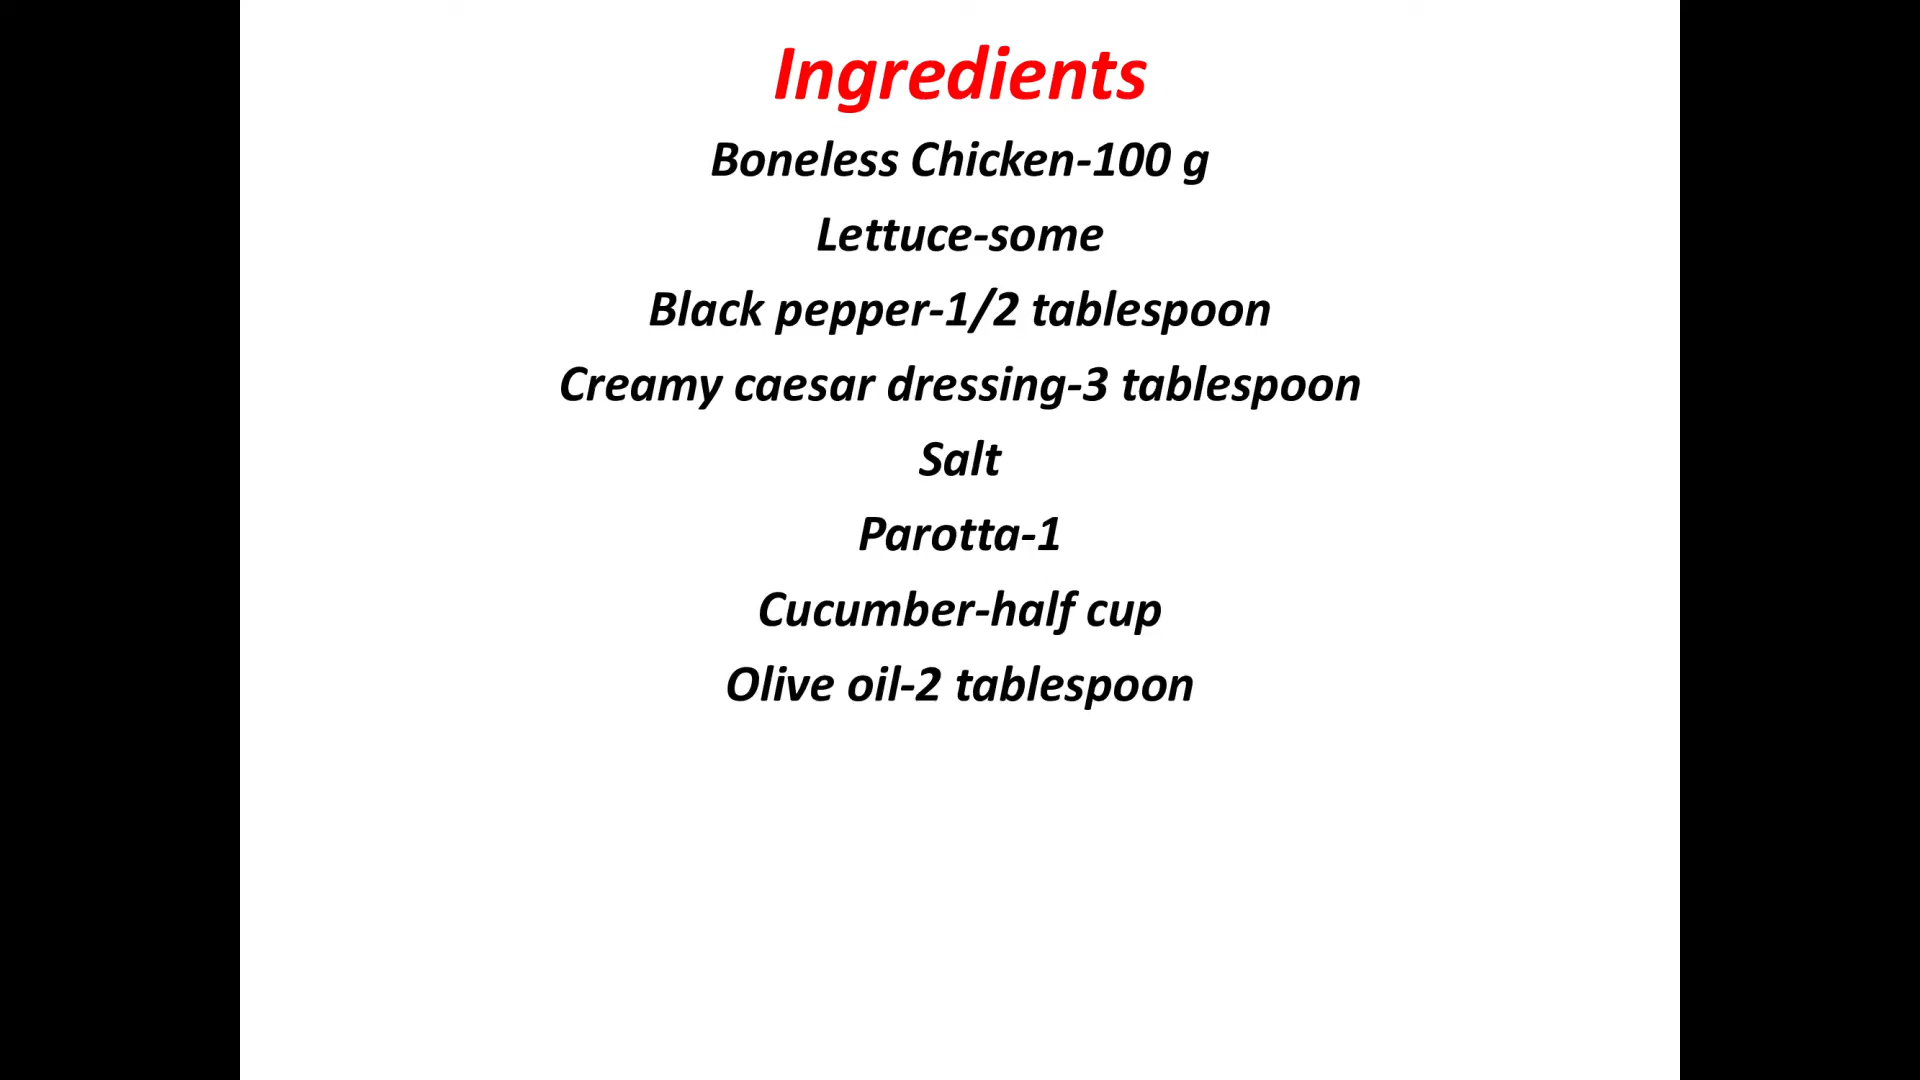 Ingredients
Boneless Chicken-100 g
Lettuce-some
Black pepper-1/2 tablespoon
Creamy caesar dressing-3 tablespoon
Salt
Parotta-1
Cucumber-half cup
Olive oil-2 tablespoon